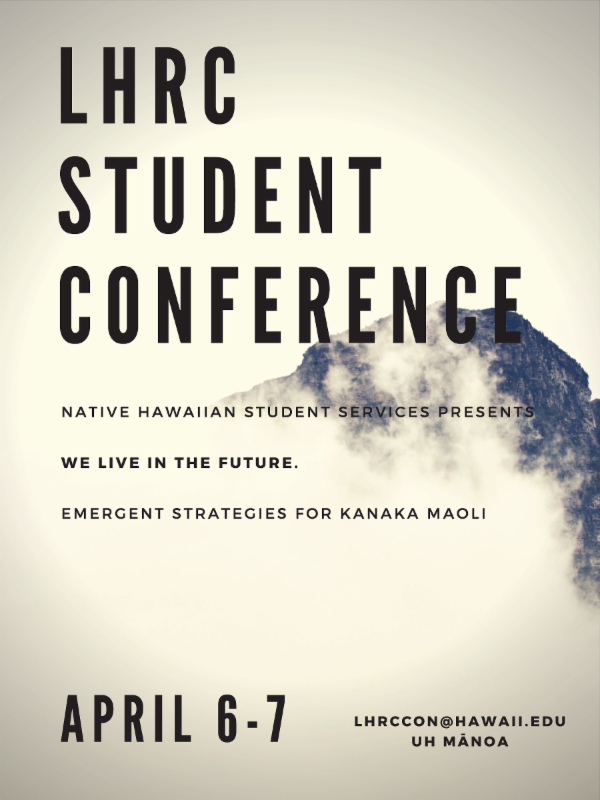 LHRC
STUDENT
CONFERENCE
NATIVE HAWAIIAN STUDENT SERVICES PRESENTS
WE LIVE IN THE FUTURE.
EMERGENT STRATEGIES FOR KANAKA MAOLI
APRIL 6-7
LHRCCON@HAWAII.EDU
UH MĀNOA